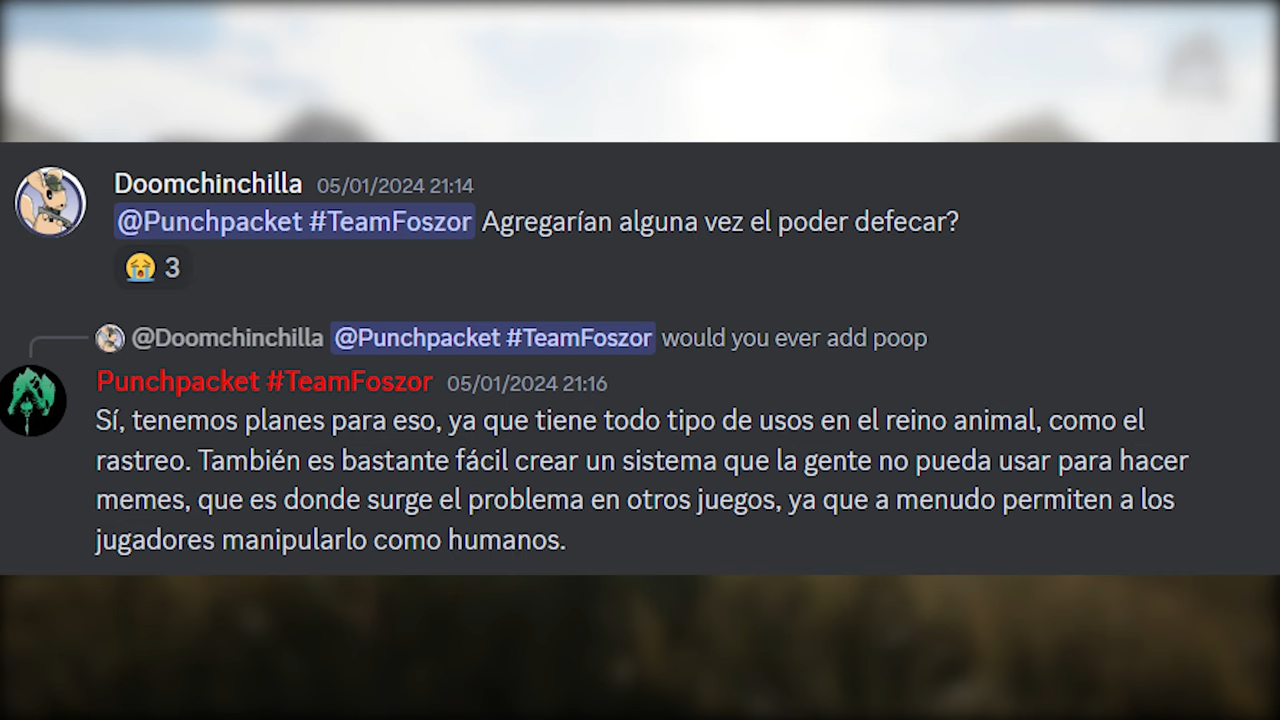 Doomchinchilla 05/01/2024 21:14
@Punchpacket #TeamFoszor Agregarían alguna vez el poder defecar?
😭 3
@Doomchinchilla @Punchpacket #TeamFoszor would you ever add poop
Punchpacket #TeamFoszor 05/01/2024 21:16
Sí, tenemos planes para eso, ya que tiene todo tipo de usos en el reino animal, como el
rastreo. También es bastante fácil crear un sistema que la gente no pueda usar para hacer
memes, que es donde surge el problema en otros juegos, ya que a menudo permiten a los
jugadores manipularlo como humanos.